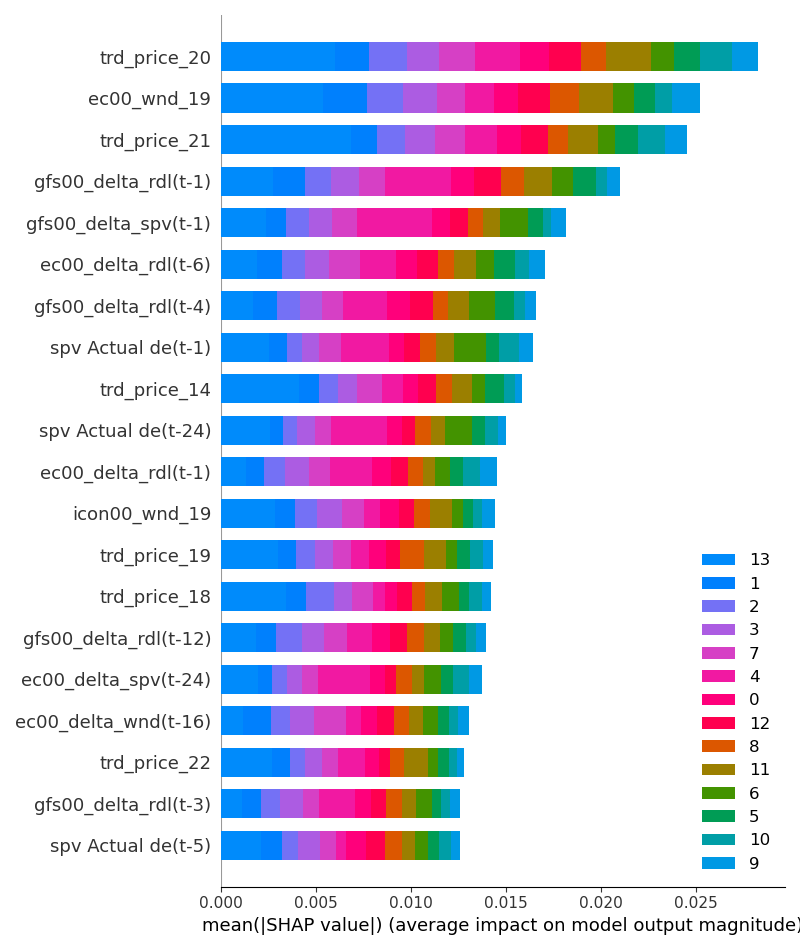 trd_price_20
ec00_wnd_19
trd_price_21
gfs00_delta_rdl(t-1)
gfs00_delta_spv(t-1)
ec00_delta_rdl(t-6)
gfs00_delta_rdl(t-4)
spv Actual de(t-1)
trd_price_14
spv Actual de(t-24)
ec00_delta_rdl(t-1)
icon00_wnd_19
trd_price_19
trd_price_18
gfs00_delta_rdl(t-12)
ec00_delta_spv(t-24)
ec00_delta_wnd(t-16)
trd_price_22
gfs00_delta_rdl(t-3)
spv Actual de(t-5)
13
1
2
3
7
4
0
12
8
11
6
5
10
9
0.000 0.005 0.010 0.015 0.020 0.025
mean(|SHAP value|) (average impact on model output magnitude)